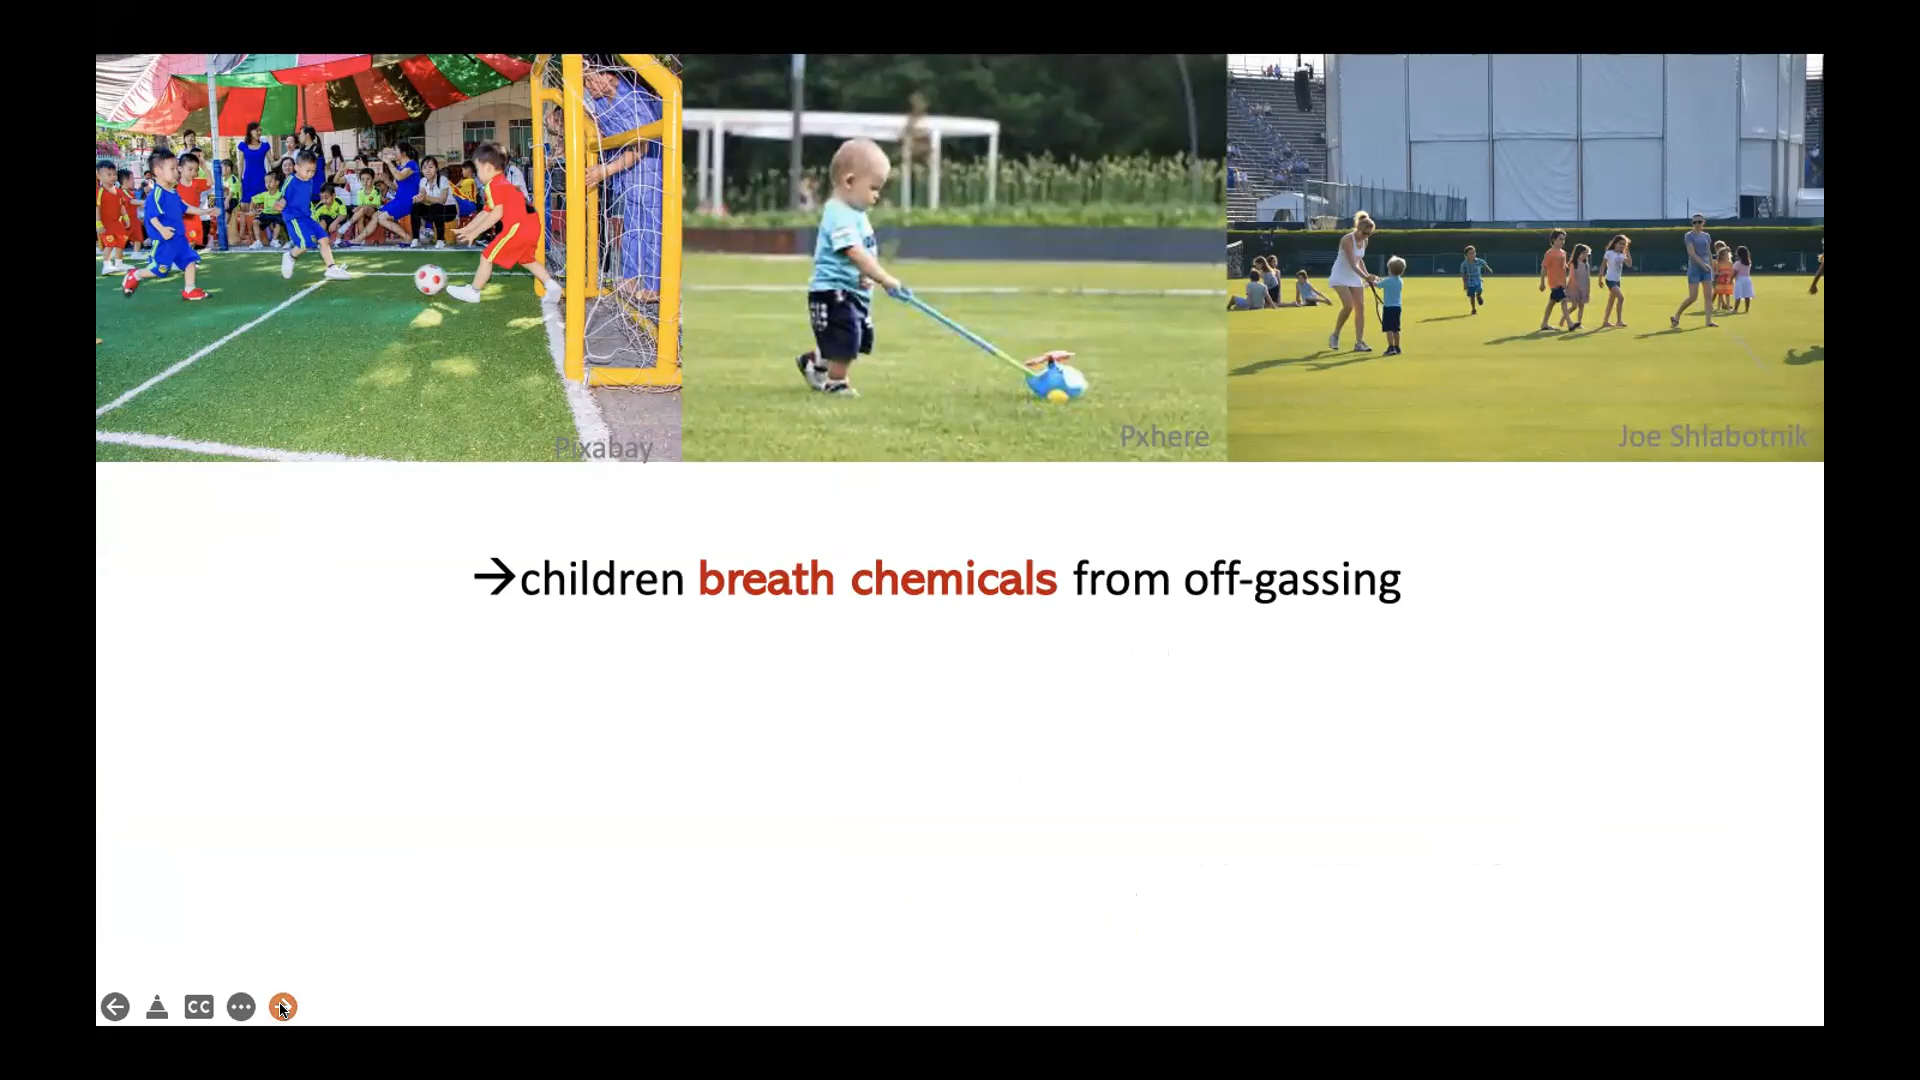 Pixabay
Pxhere
Joe Shlabotnik
→children breath chemicals from off-gassing
CC